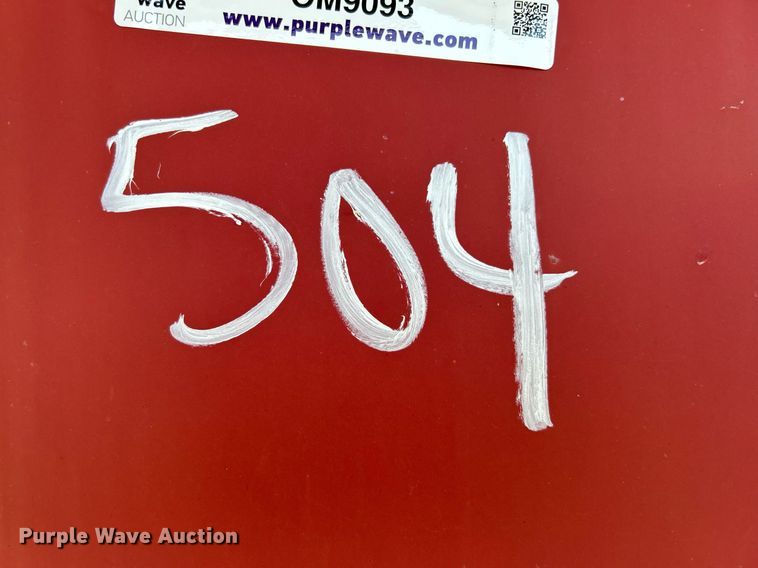 wave
AUCTION
OM9093
www.purplewave.com
504
Purple Wave Auction